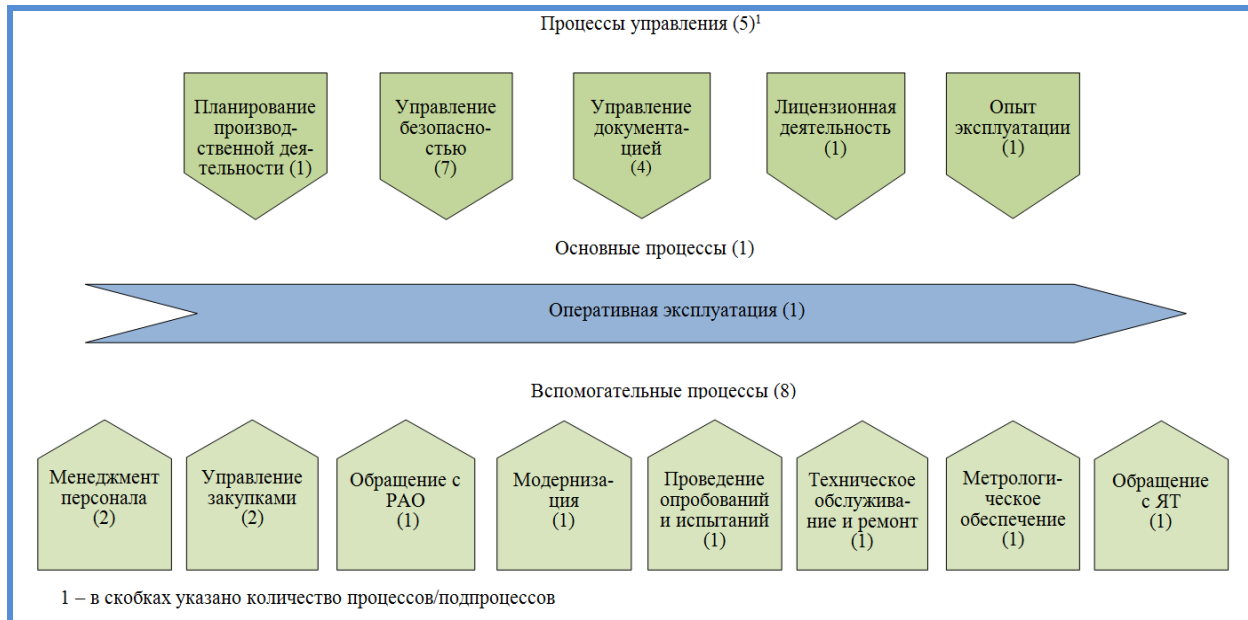 Процессы управления (5)¹
Планирование
производ-
ственной дея-
тельности (1)
Управление
безопасно-
стью
(7)
Управление
документа-
цией
(4)
Лицензионная
деятельность
(1)
Опыт
эксплуатации
(1)
Основные процессы (1)
Оперативная эксплуатация (1)
Вспомогательные процессы (8)
Менеджмент
персонала
(2)
Управление
закупками
(2)
Обращение с
РАО
(1)
Модерниза-
ция
(1)
Проведение
опробований
и испытаний
(1)
Техническое
обслужива-
ние и ремонт
(1)
Метрологи-
ческое
обеспечение
(1)
Обращение
с ЯТ
(1)
1 – в скобках указано количество процессов/подпроцессов